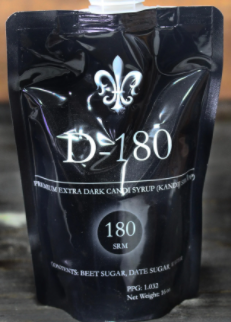 D-180
PREMIUM EXTRA DARK CANDI SYRUP (KANDIJ
180
SRM
CONTENTS: BEET SUGAR, DATE SUGAR, WATER
PPG: 1.032
Net Weight: